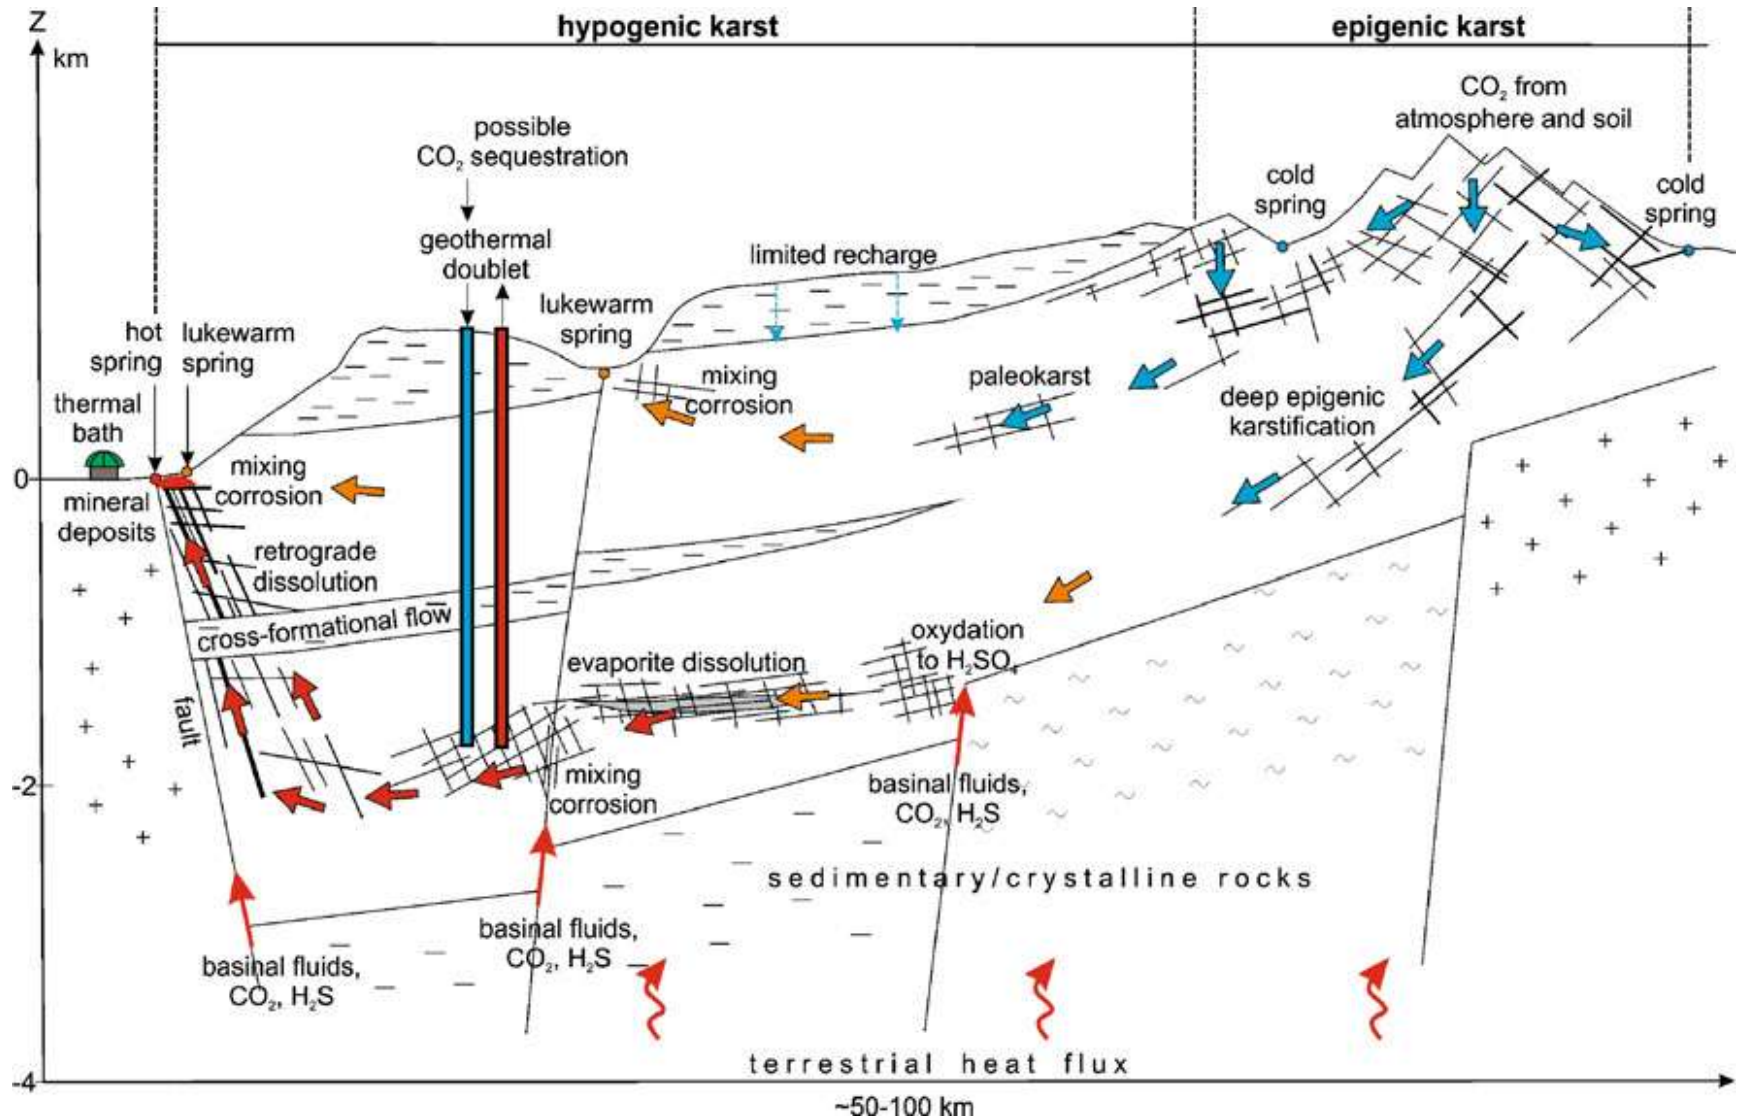 Z
km
hypogenic karst
epigenic karst
CO₂ from
atmosphere and soil
possible
CO₂ sequestration
cold
spring
cold
spring
geothermal
doublet
limited recharge
lukewarm
spring
hot
spring
lukewarm
spring
thermal
bath
mixing
corrosion
paleokarst
deep epigenic
karstification
0
mineral
deposits
mixing
corrosion
retrograde
dissolution
cross-formational flow
fault
evaporite dissolution
oxydation
to H₂SO₄
mixing
corrosion
basinal fluids,
CO₂, H₂S
-2
sedimentary/crystalline rocks
basinal fluids,
CO₂, H₂S
basinal fluids,
CO₂, H₂S
terrestrial heat flux
-4
~50-100 km